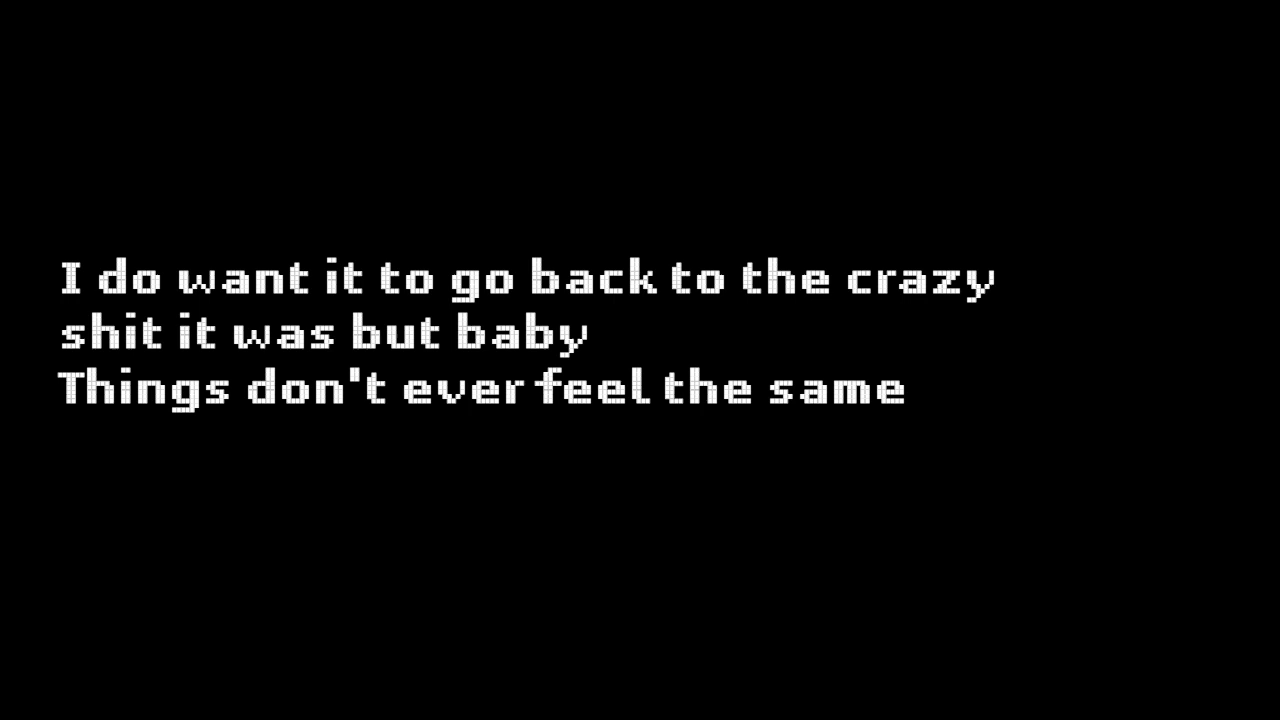 I do want it to go back to the crazy
shit it was but baby
Things don't ever feel the same